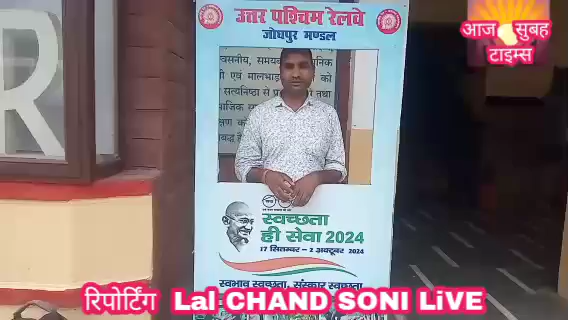 उत्तर पश्चिम रेलवे
जोधपुर मण्डल
आज सुबह
टाइम्स
R
स्वच्छता
ही सेवा 2024
17 सितम्बर - 2 अक्टूबर 2024
स्वभाव स्वच्छता, संस्कार स्वच्छता
रिपोर्टिंग Lal CHAND SONI LiVE